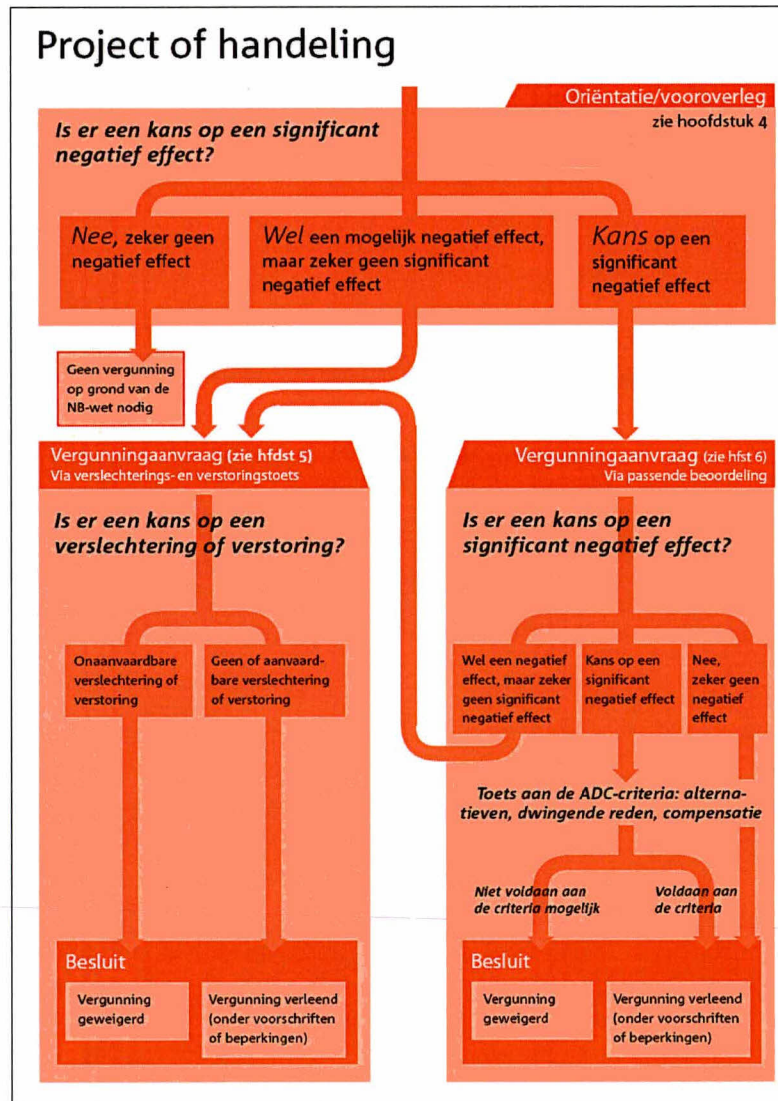 Project of handeling
Oriëntatie/vooroverleg
zie hoofdstuk 4
Is er een kans op een significant
negatief effect?
Nee, zeker geen
negatief effect
Wel een mogelijk negatief effect,
maar zeker geen significant
negatief effect
Kans op een
significant
negatief effect
Geen vergunning
op grond van de
NB-wet nodig
Vergunningaanvraag (zie hfdst 5)
Via verslechterings- en verstoringstoets
Is er een kans op een
verslechtering of verstoring?
Onaanvaardbare
verslechtering of
verstoring
Geen of aanvaard-
bare verslechtering
of verstoring
Besluit
Vergunning
geweigerd
Vergunning verleend
(onder voorschriften
of beperkingen)
Vergunningaanvraag (zie hfst 6)
Via passende beoordeling
Is er een kans op een
significant negatief effect?
Wel een negatief
effect, maar zeker
geen significant
negatief effect
Kans op een
significant
negatief effect
Nee,
zeker geen
negatief
effect
Toets aan de ADC-criteria: alterna-
tieven, dwingende reden, compensatie
Niet voldaan aan
de criteria mogelijk
Voldaan aan
de criteria
Besluit
Vergunning
geweigerd
Vergunning verleend
(onder voorschriften
of beperkingen)